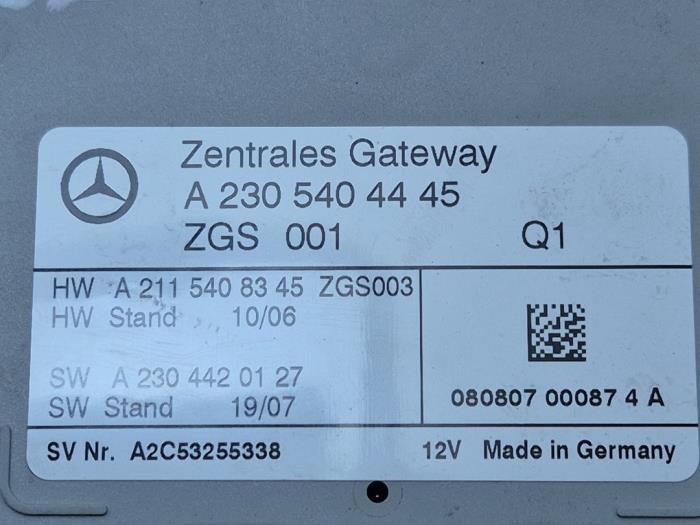 Zentrales Gateway
A 230 540 44 45
ZGS 001 Q1
HW A 211 540 83 45 ZGS003
HW Stand 10/06
SW A 230 442 01 27
SW Stand 19/07
080807 00087 4 A
SV Nr. A2C53255338 12V Made in Germany